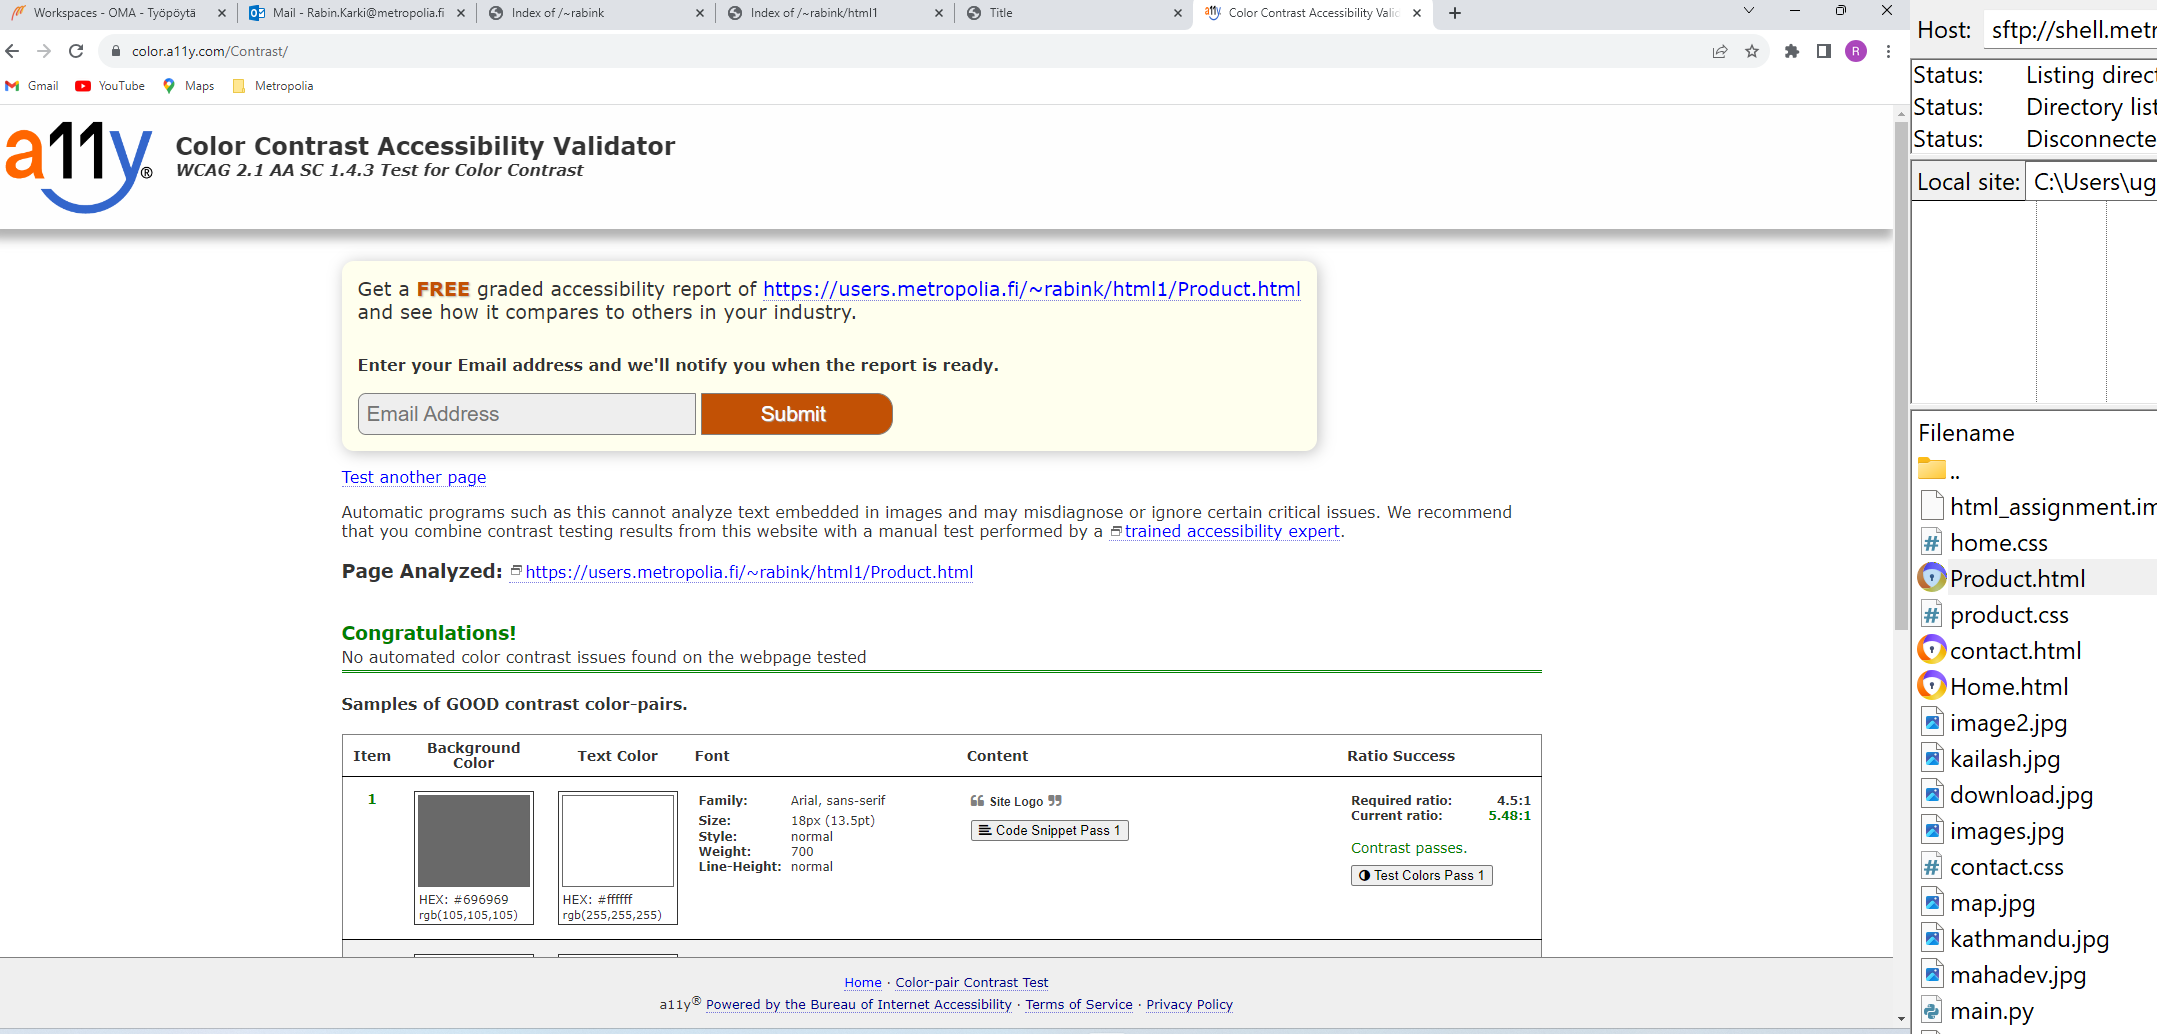 Workspaces - OMA - Työpöytä
Mail - Rabin.Karki@metropolia.fi
Index of /~rabink
Index of /~rabink/html1
Title
Color Contrast Accessibility Valid
color.a11y.com/Contrast/
R
Gmail
YouTube
Maps
Metropolia
a11y®
Color Contrast Accessibility Validator
WCAG 2.1 AA SC 1.4.3 Test for Color Contrast
Get a FREE graded accessibility report of https://users.metropolia.fi/~rabink/html1/Product.html
and see how it compares to others in your industry.
Enter your Email address and we'll notify you when the report is ready.
Email Address
Submit
Test another page
Automatic programs such as this cannot analyze text embedded in images and may misdiagnose or ignore certain critical issues. We recommend
that you combine contrast testing results from this website with a manual test performed by a trained accessibility expert.
Page Analyzed: https://users.metropolia.fi/~rabink/html1/Product.html
Congratulations!
No automated color contrast issues found on the webpage tested
Samples of GOOD contrast color-pairs.
Item
Background
Color
Text Color
Font
Content
Ratio Success
1
HEX: #696969
rgb(105,105,105)
HEX: #ffffff
rgb(255,255,255)
Family: Arial, sans-serif
Size: 18px (13.5pt)
Style: normal
Weight: 700
Line-Height: normal
Site Logo
Code Snippet Pass 1
Required ratio: 4.5:1
Current ratio: 5.48:1
Contrast passes.
Test Colors Pass 1
Home · Color-pair Contrast Test
a11y® Powered by the Bureau of Internet Accessibility · Terms of Service · Privacy Policy
Host: sftp://shell.metr
Status: Listing direct
Status: Directory list
Status: Disconnecte
Local site: C:\Users\ug
Filename
..
html_assignment.im
home.css
Product.html
product.css
contact.html
Home.html
image2.jpg
kailash.jpg
download.jpg
images.jpg
contact.css
map.jpg
kathmandu.jpg
mahadev.jpg
main.py